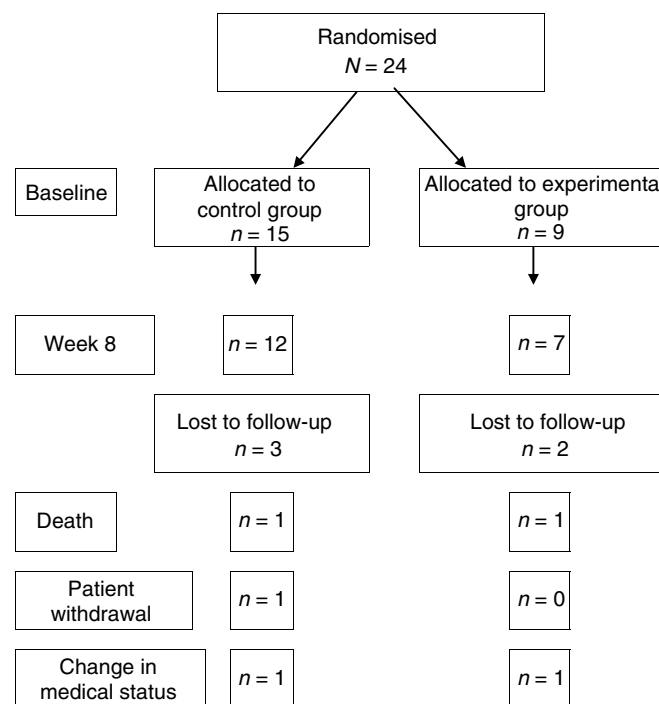 Randomised
N = 24
Baseline
Allocated to
control group
n = 15
Allocated to experimenta
group
n = 9
Week 8
n = 12
n = 7
Lost to follow-up
n = 3
Lost to follow-up
n = 2
Death
n = 1
n = 1
Patient
withdrawal
n = 1
n = 0
Change in
medical status
n = 1
n = 1